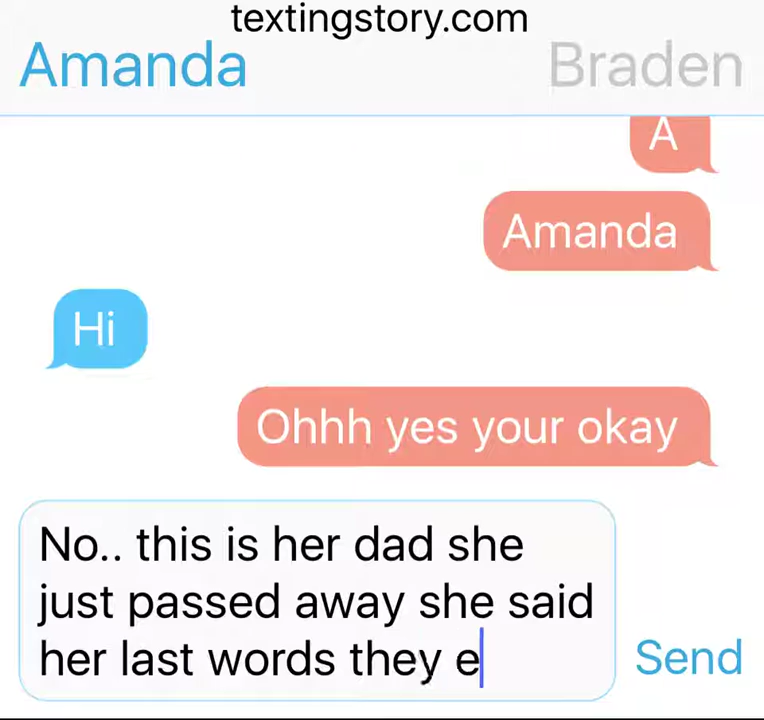 textingstory.com
Amanda Braden
A
Amanda
Hi
Ohhh yes your okay
No.. this is her dad she
just passed away she said
her last words they e
Send